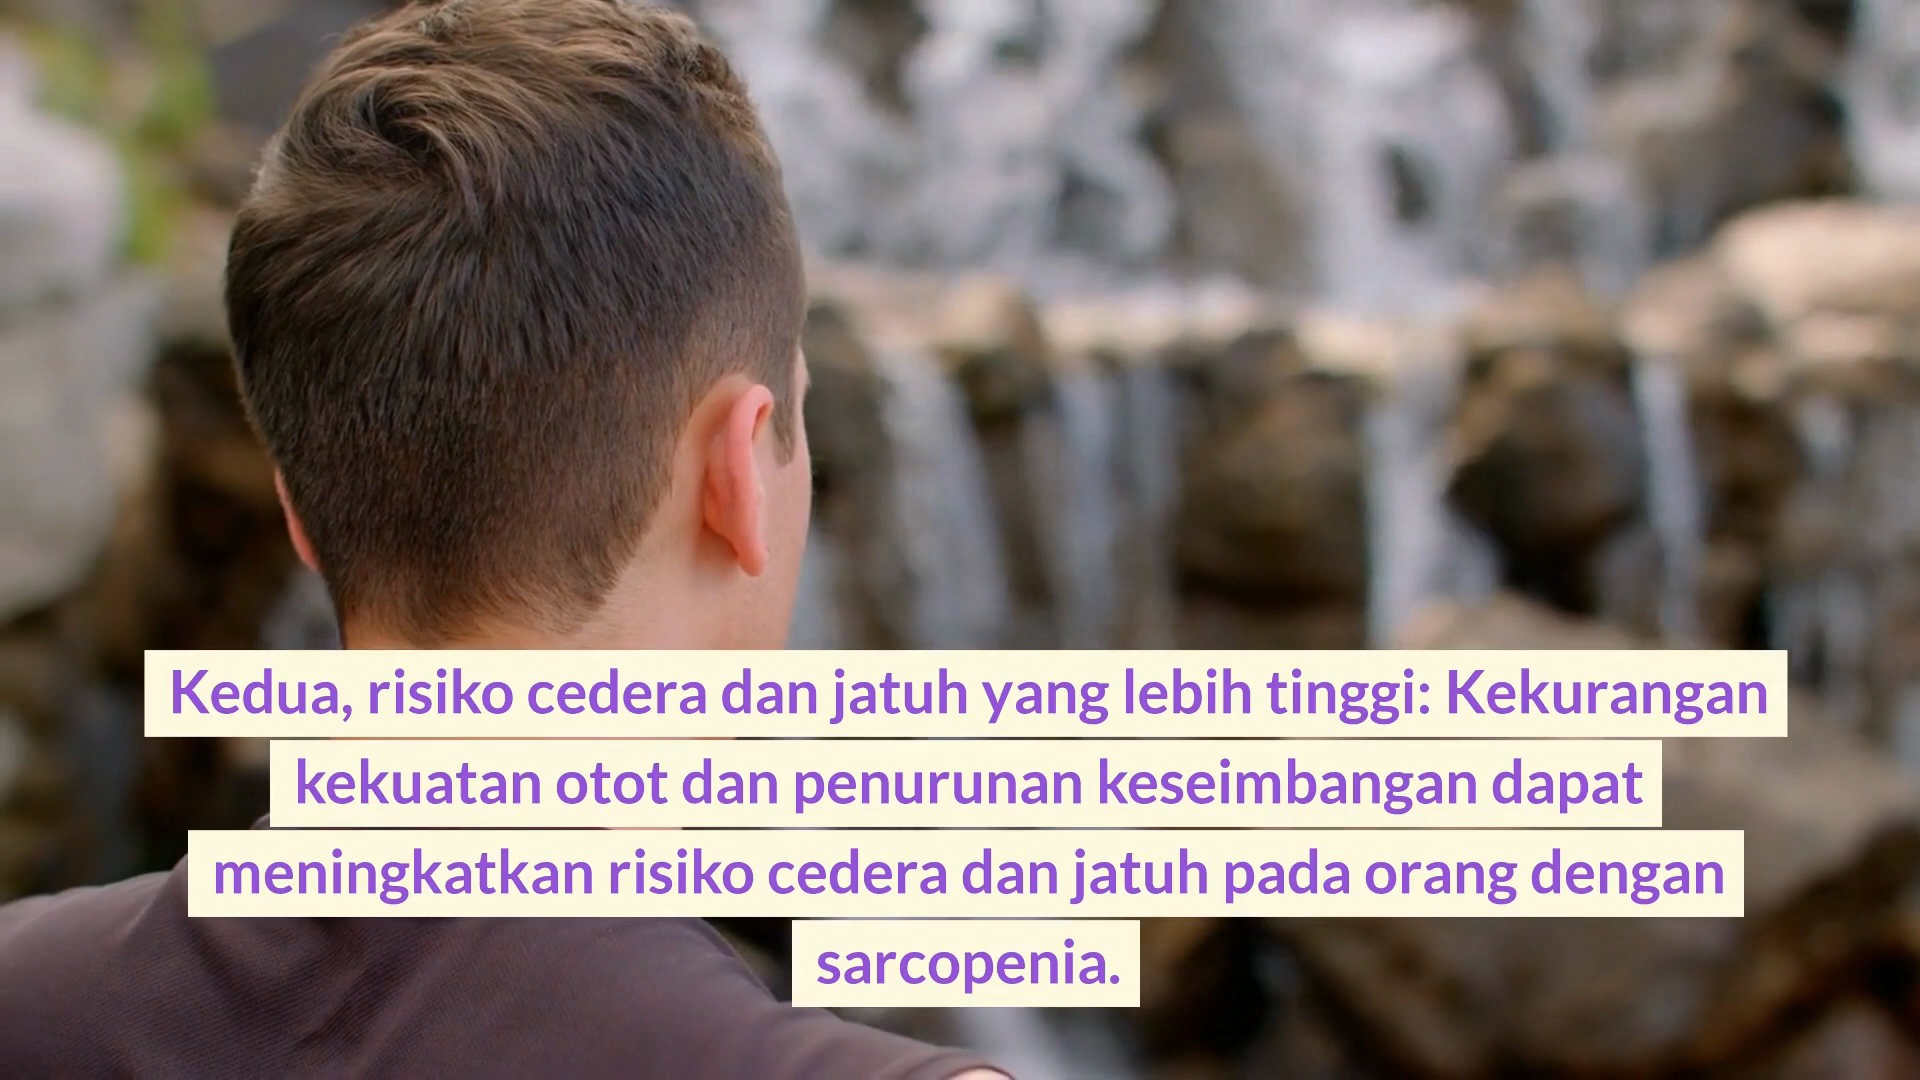 Kedua, risiko cedera dan jatuh yang lebih tinggi: Kekurangan
kekuatan otot dan penurunan keseimbangan dapat
meningkatkan risiko cedera dan jatuh pada orang dengan
sarcopenia.